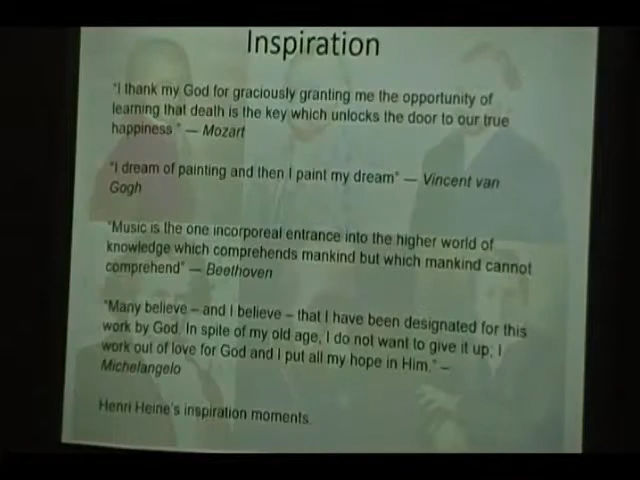 Inspiration
"I thank my God for graciously granting me the opportunity of
learning that death is the key which unlocks the door to our true
happiness " — Mozart
"I dream of painting and then I paint my dream" — Vincent van
Gogh
"Music is the one incorporeal entrance into the higher world of
knowledge which comprehends mankind but which mankind cannot
comprehend" — Beethoven
"Many believe – and I believe – that I have been designated for this
work by God. In spite of my old age, I do not want to give it up; I
work out of love for God and I put all my hope in Him." –
Michelangelo
Henri Heine's inspiration moments.